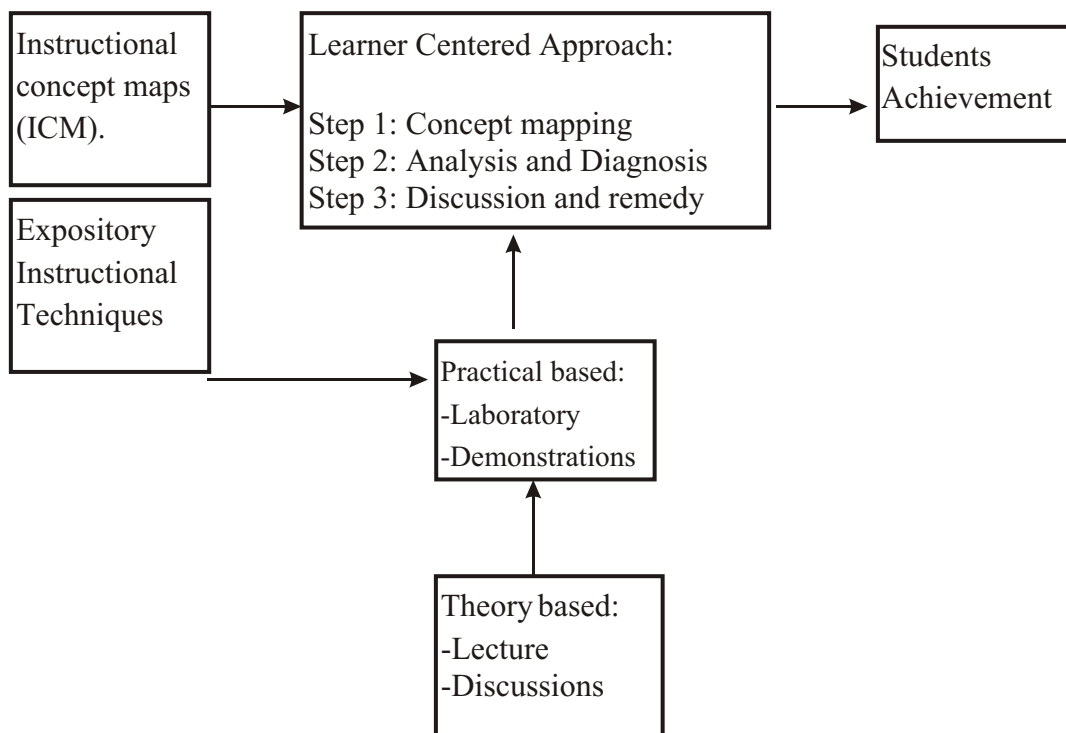 Instructional
concept maps
(ICM).
Learner Centered Approach:
Step 1: Concept mapping
Step 2: Analysis and Diagnosis
Step 3: Discussion and remedy
Students
Achievement
Expository
Instructional
Techniques
Practical based:
-Laboratory
-Demonstrations
Theory based:
-Lecture
-Discussions